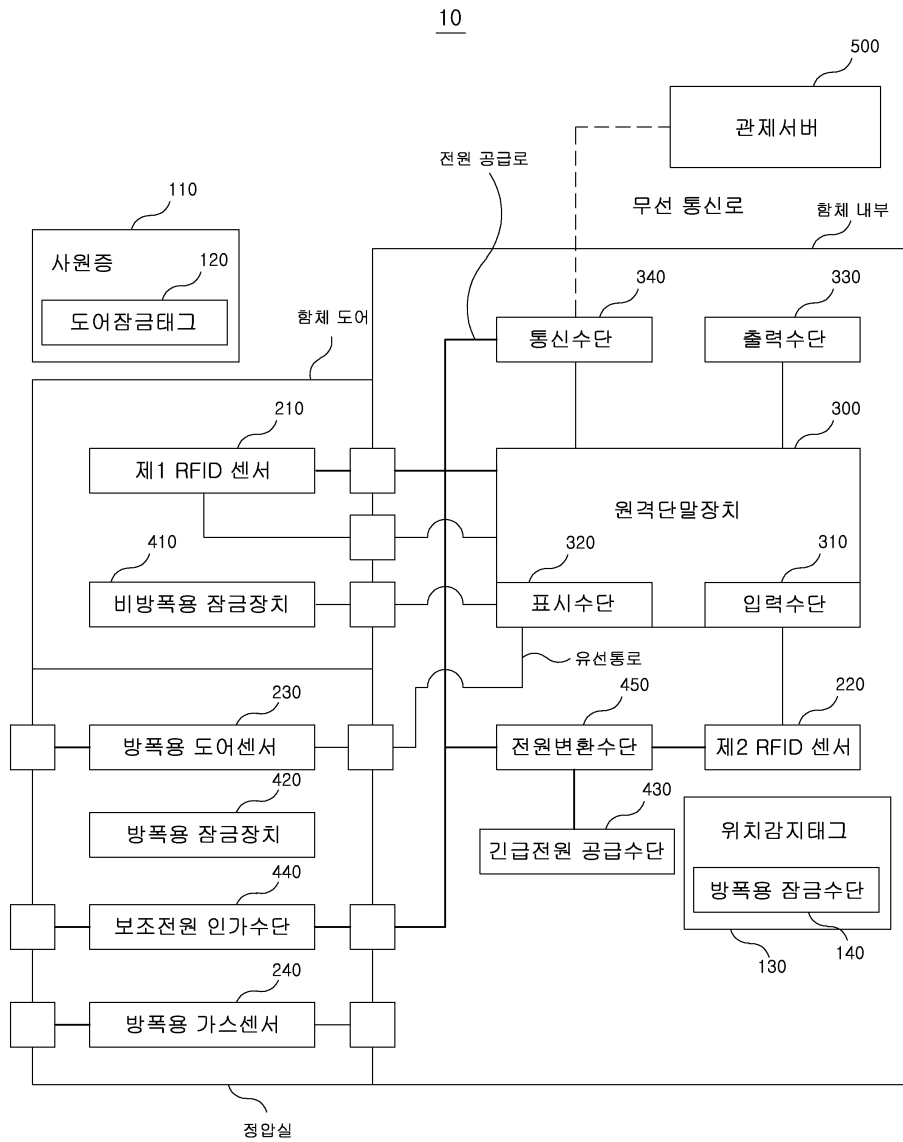 10
500
관제서버
전원 공급로
무선 통신로
함체 내부
110
사원증
120
도어잠금태그
함체 도어
340
통신수단
330
출력수단
210
제1 RFID 센서
300
원격단말장치
410
비방폭용 잠금장치
320
표시수단
310
입력수단
유선통로
230
방폭용 도어센서
450
전원변환수단
220
제2 RFID 센서
420
방폭용 잠금장치
430
긴급전원 공급수단
위치감지태그
방폭용 잠금수단
140
130
440
보조전원 인가수단
240
방폭용 가스센서
정압실